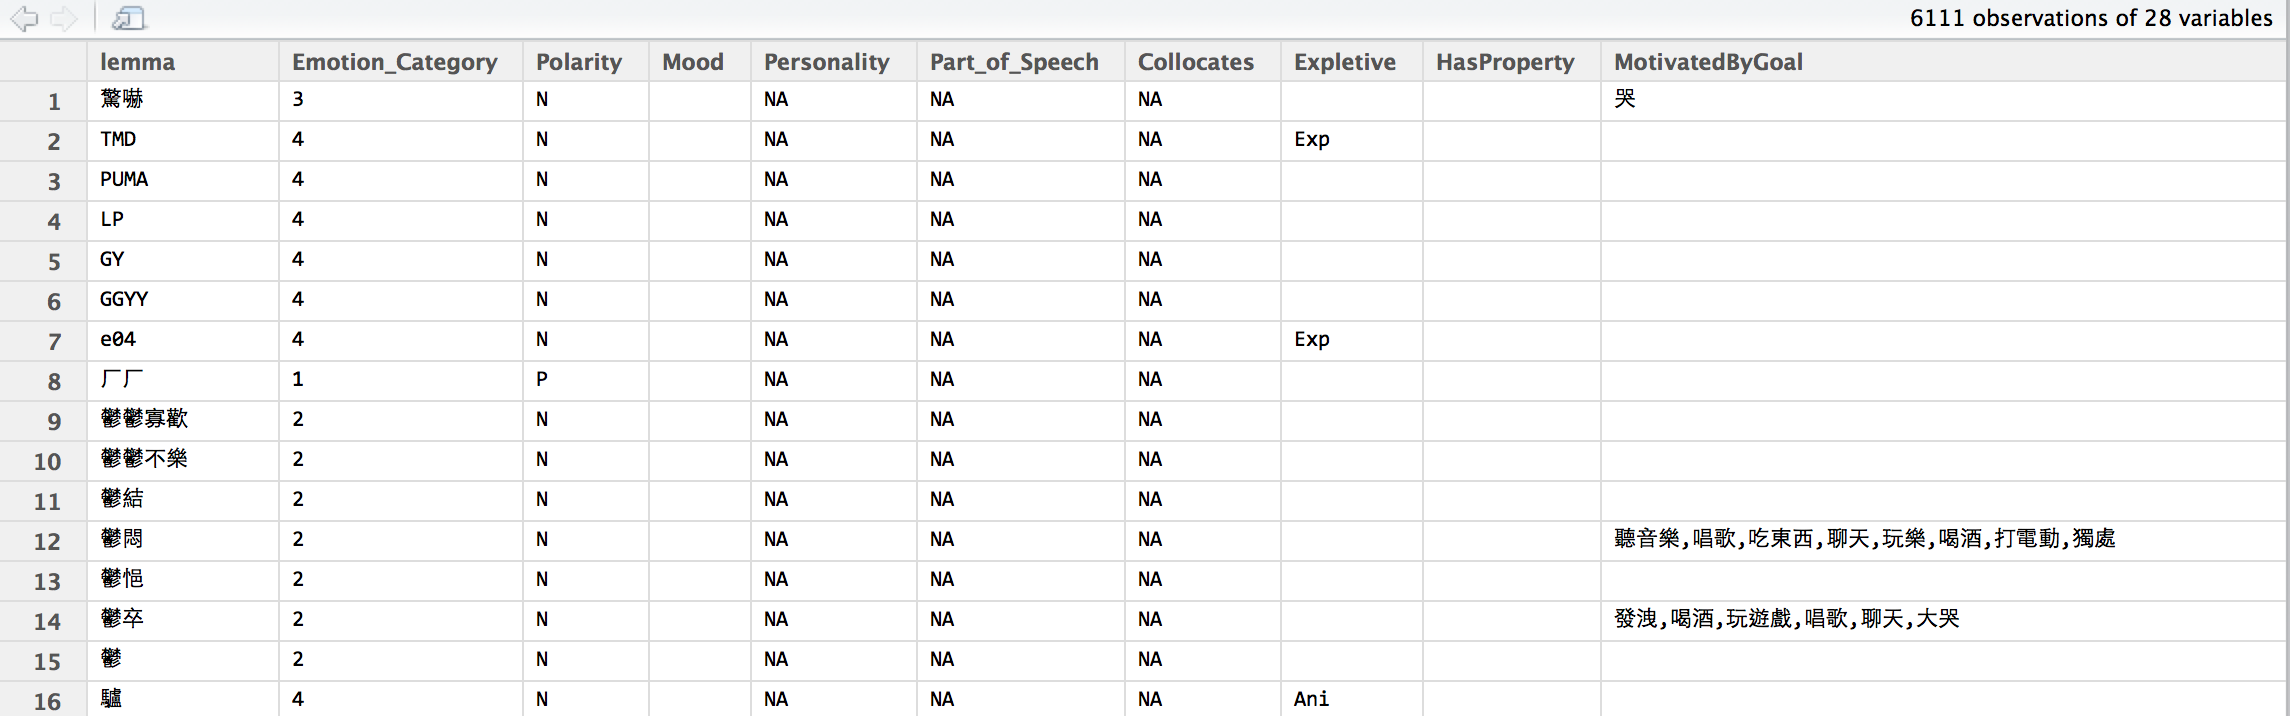 6111 observations of 28 variables
lemma Emotion_Category Polarity Mood Personality Part_of_Speech Collocates Expletive HasProperty MotivatedByGoal
1 驚嚇 3 N NA NA NA 哭
2 TMD 4 N NA NA NA Exp
3 PUMA 4 N NA NA NA
4 LP 4 N NA NA NA
5 GY 4 N NA NA NA
6 GGYY 4 N NA NA NA
7 e04 4 N NA NA NA Exp
8 厂厂 1 P NA NA NA
9 鬱鬱寡歡 2 N NA NA NA
10 鬱鬱不樂 2 N NA NA NA
11 鬱結 2 N NA NA NA
12 鬱悶 2 N NA NA NA 聽音樂,唱歌,吃東西,聊天,玩樂,喝酒,打電動,獨處
13 鬱悒 2 N NA NA NA
14 鬱卒 2 N NA NA NA 發洩,喝酒,玩遊戲,唱歌,聊天,大哭
15 鬱 2 N NA NA NA
16 驢 4 N NA NA NA Ani